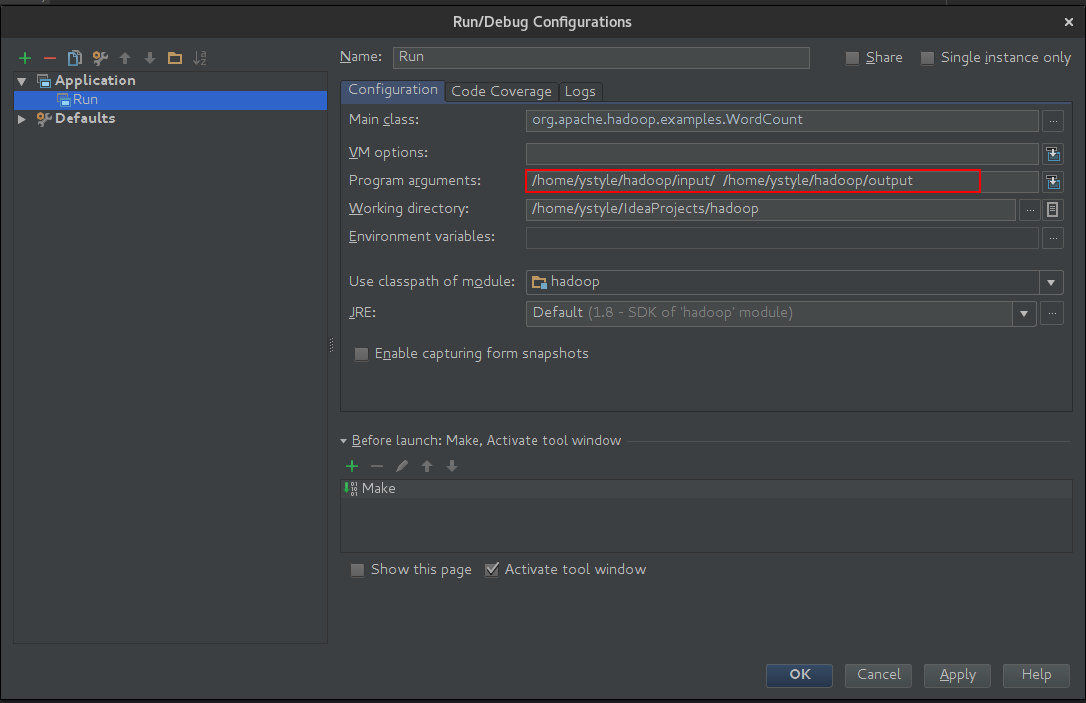 Run/Debug Configurations
Name: Run Share Single instance only
Application
Run
Defaults
Configuration Code Coverage Logs
Main class: org.apache.hadoop.examples.WordCount ...
VM options:
Program arguments: /home/ystyle/hadoop/input/ /home/ystyle/hadoop/output
Working directory: /home/ystyle/IdeaProjects/hadoop ...
Environment variables: ...
Use classpath of module: hadoop
JRE: Default (1.8 - SDK of 'hadoop' module) ...
Enable capturing form snapshots
Before launch: Make, Activate tool window
Make
Show this page Activate tool window
OK Cancel Apply Help